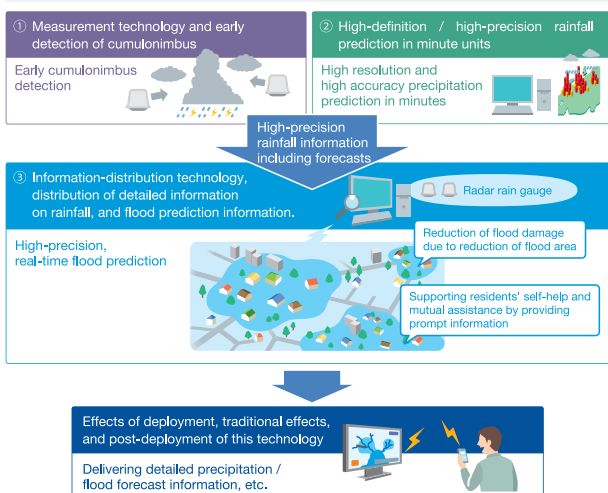 ① Measurement technology and early
detection of cumulonimbus
Early cumulonimbus
detection
② High-definition / high-precision rainfall
prediction in minute units
High resolution and
high accuracy precipitation
prediction in minutes
High-precision
rainfall information
including forecasts
③ Information-distribution technology,
distribution of detailed information
on rainfall, and flood prediction information.
Radar rain gauge
High-precision,
real-time flood prediction
Reduction of flood damage
due to reduction of flood area
Supporting residents' self-help and
mutual assistance by providing
prompt information
Effects of deployment, traditional effects,
and post-deployment of this technology
Delivering detailed precipitation /
flood forecast information, etc.